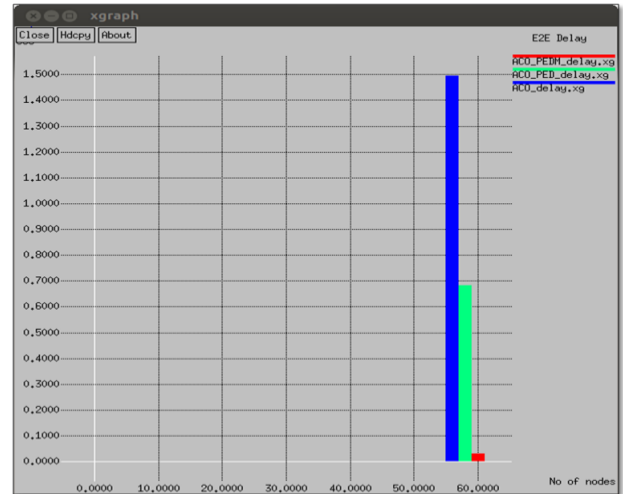 xgraph
Close Hdcpy About
E2E Delay
ACO_PEDM_delay.xg
ACO_PED_delay.xg
ACO_delay.xg
1.5000
1.4000
1.3000
1.2000
1.1000
1.0000
0.9000
0.8000
0.7000
0.6000
0.5000
0.4000
0.3000
0.2000
0.1000
0.0000
0.0000 10.0000 20.0000 30.0000 40.0000 50.0000 60.0000
No of nodes